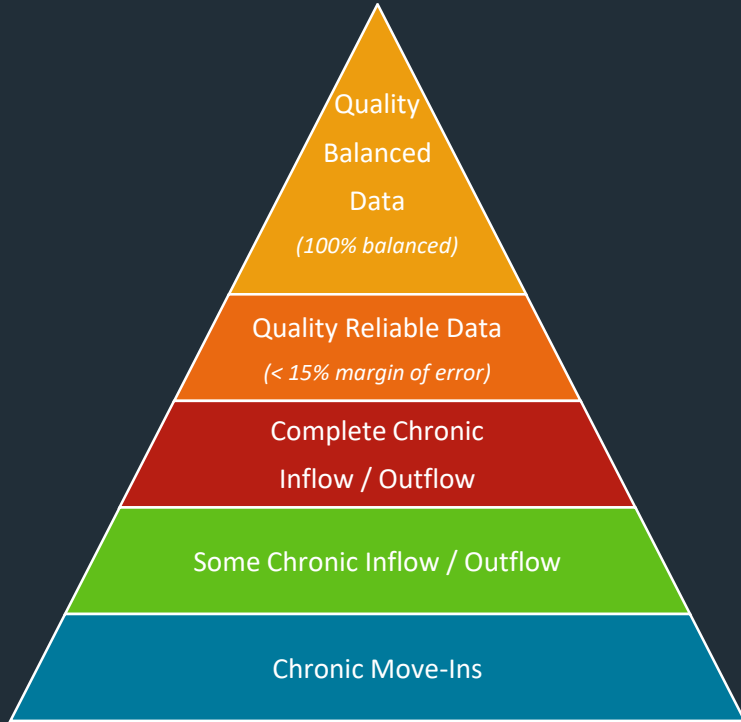 Quality
Balanced
Data
(100% balanced)
Quality Reliable Data
(< 15% margin of error)
Complete Chronic
Inflow / Outflow
Some Chronic Inflow / Outflow
Chronic Move-Ins